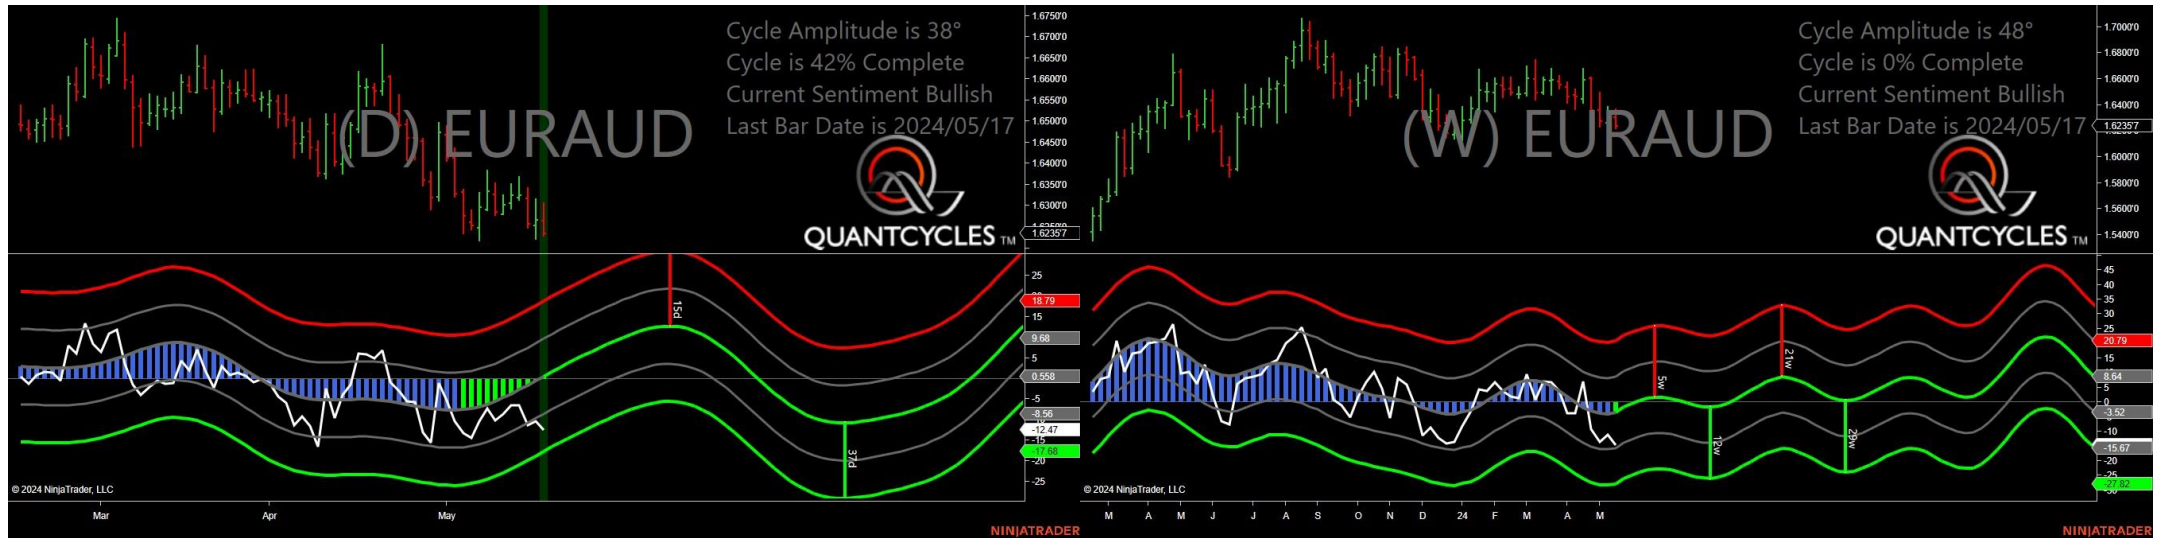 Cycle Amplitude is 38°
Cycle is 42% Complete
Current Sentiment Bullish
Last Bar Date is 2024/05/17
(D) EURAUD
QUANTCYCLES TM
1.6750'0
1.6700'0
1.6650'0
1.6600'0
1.6550'0
1.6500'0
1.6450'0
1.6400'0
1.6350'0
1.6300'0
1.6235'7
25
18.79
15
9.68
5
0.558
-5
-8.56
-12.47
-15
-17.68
-20
-25
15d
37d
© 2024 NinjaTrader, LLC
Mar
Apr
May
NINJATRADER
Cycle Amplitude is 48°
Cycle is 0% Complete
Current Sentiment Bullish
Last Bar Date is 2024/05/17
(W) EURAUD
QUANTCYCLES TM
1.7000'0
1.6800'0
1.6600'0
1.6400'0
1.6235'7
1.6000'0
1.5800'0
1.5600'0
1.5400'0
45
40
35
30
25
20.79
15
8.64
5
0
-3.52
-10
-15.67
-20
-25
-27.82
5w
12w
21w
29w
© 2024 NinjaTrader, LLC
M A M J J A S O N D 24 F M A M
NINJATRADER